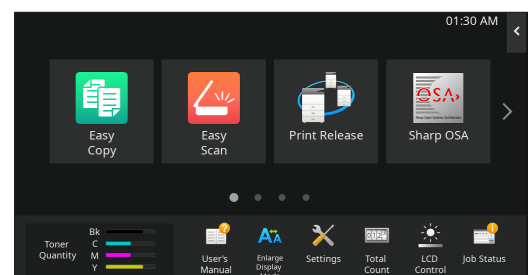 01:30 AM
Easy
Copy
Easy
Scan
Print Release
OSA
Sharp OSA
Toner
Quantity
Bk
C
M
Y
User's
Manual
Enlarge
Display
Mode
Settings
Total
Count
LCD
Control
Job Status